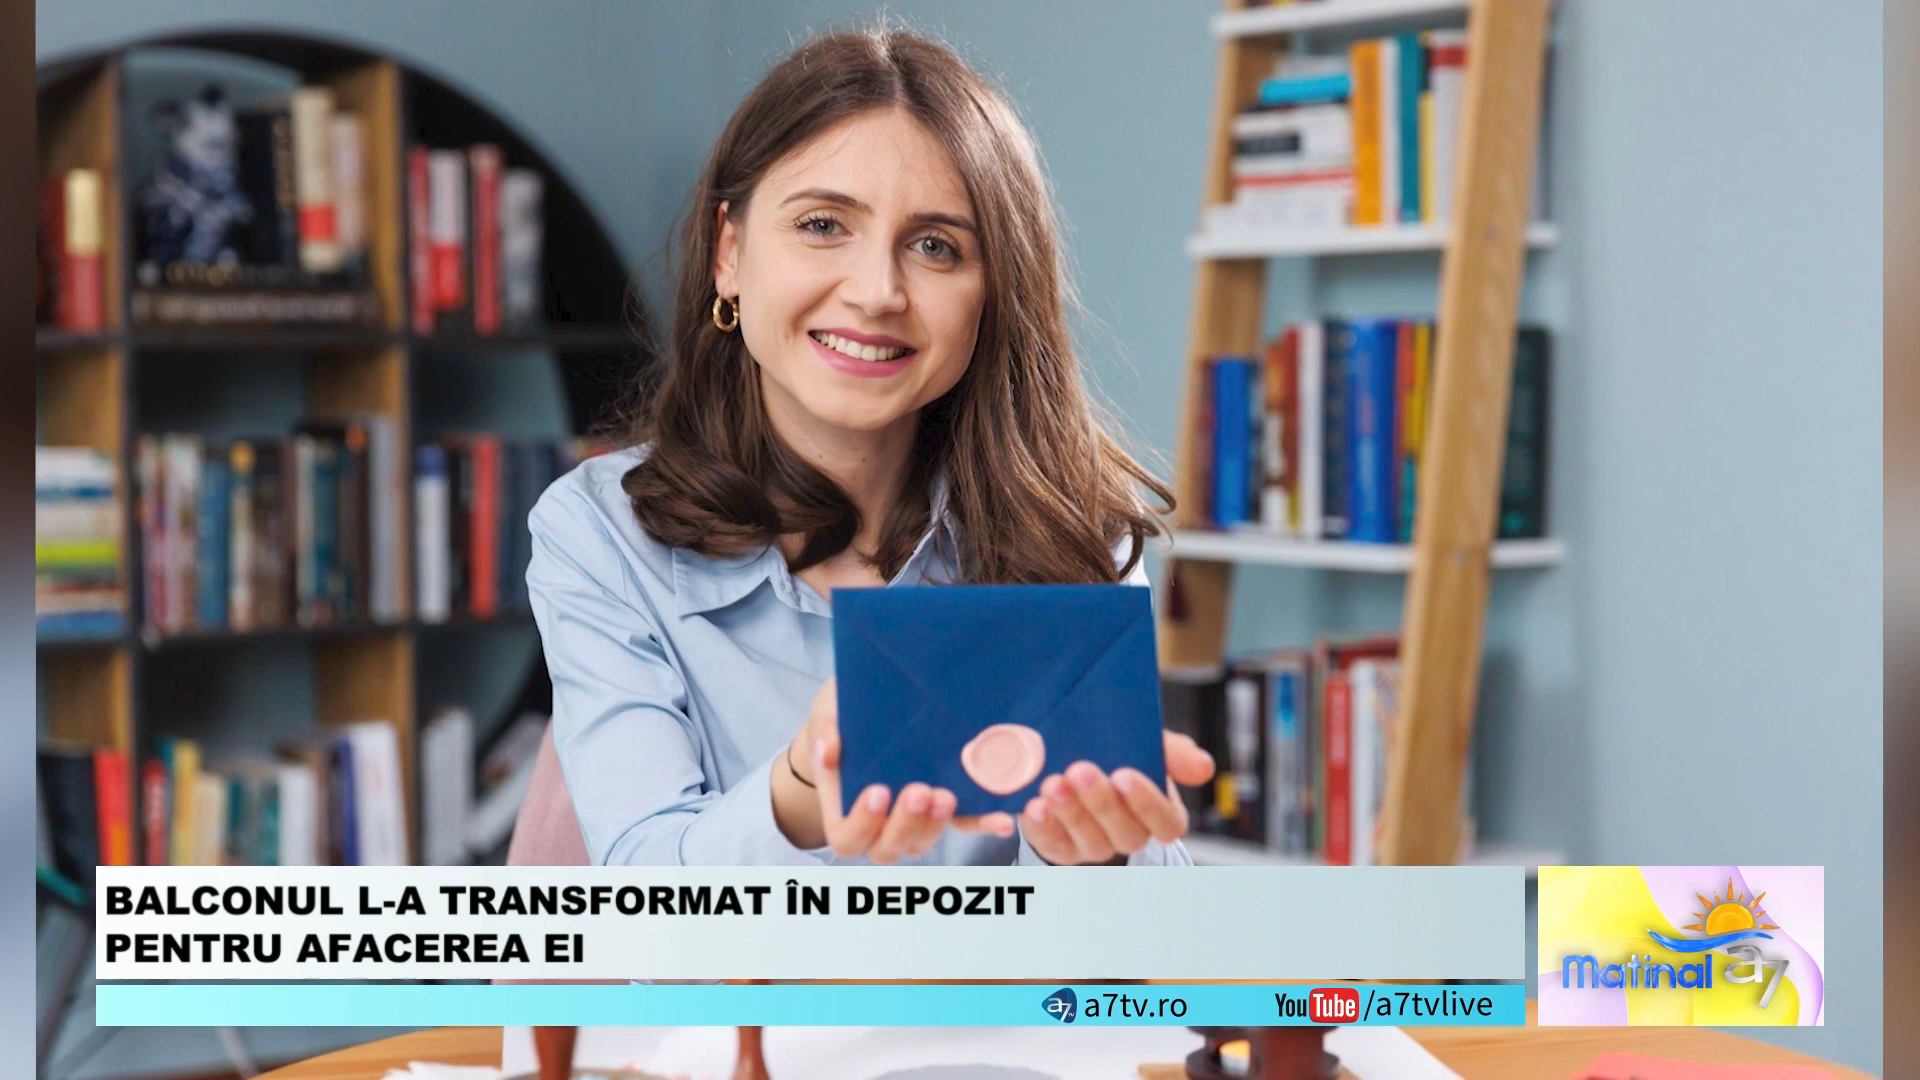 BALCONUL L-A TRANSFORMAT ÎN DEPOZIT
PENTRU AFACEREA EI
a7tv.ro
YouTube/a7tvlive
Matinal a7